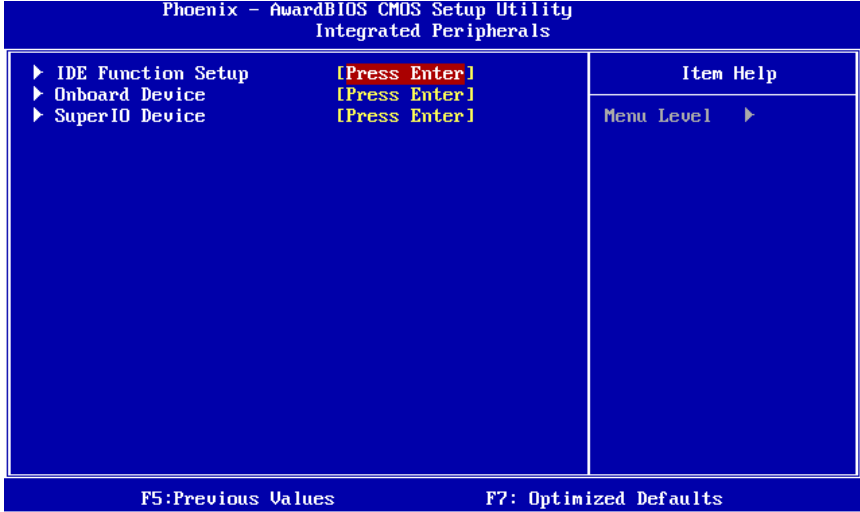 Phoenix - AwardBIOS CMOS Setup Utility
Integrated Peripherals
IDE Function Setup [Press Enter]
Onboard Device [Press Enter]
SuperIO Device [Press Enter]
Item Help
Menu Level
F5:Previous Values F7: Optimized Defaults